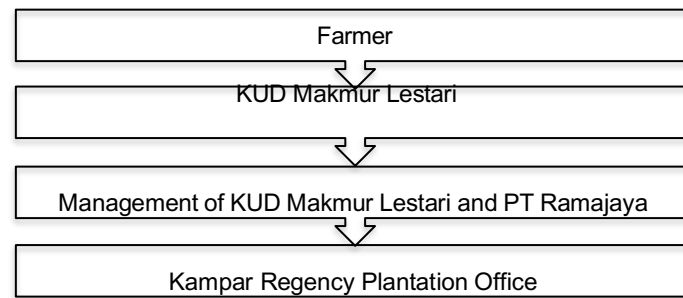 Farmer
KUD Makmur Lestari
Management of KUD Makmur Lestari and PT Ramajaya
Kampar Regency Plantation Office